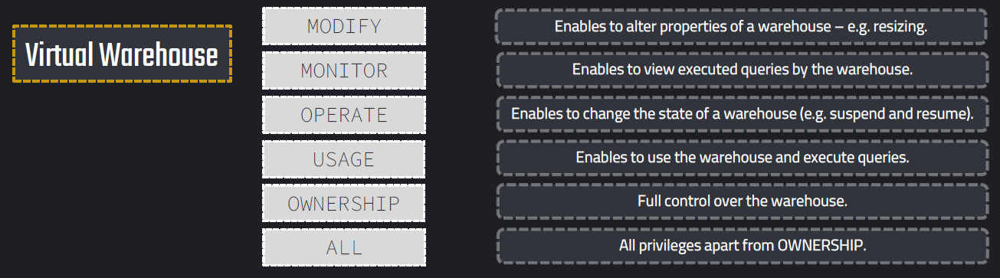 Virtual Warehouse
MODIFY
Enables to alter properties of a warehouse – e.g. resizing.
MONITOR
Enables to view executed queries by the warehouse.
OPERATE
Enables to change the state of a warehouse (e.g. suspend and resume).
USAGE
Enables to use the warehouse and execute queries.
OWNERSHIP
Full control over the warehouse.
ALL
All privileges apart from OWNERSHIP.